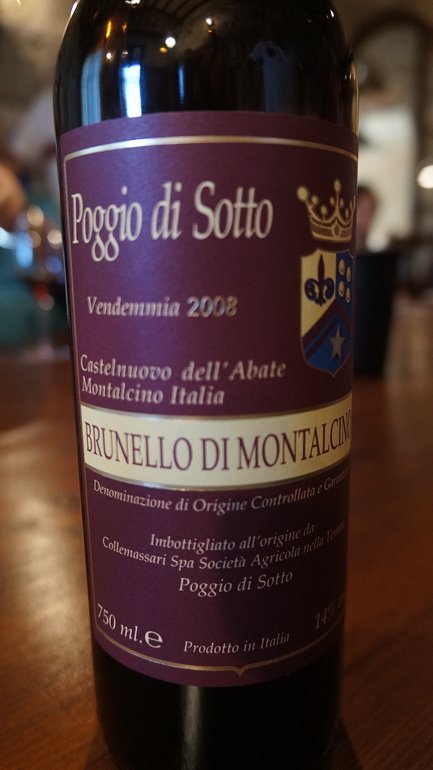 Poggio di Sotto
Vendemmia 2008
Castelnuovo dell'Abate
Montalcino Italia
BRUNELLO DI MONTALCINO
Denominazione di Origine Controllata e
Imbottigliato all'origine da
Collemassari Spa Società Agricola nella
Poggio di Sotto
750 ml. e
Prodotto in Italia
14%